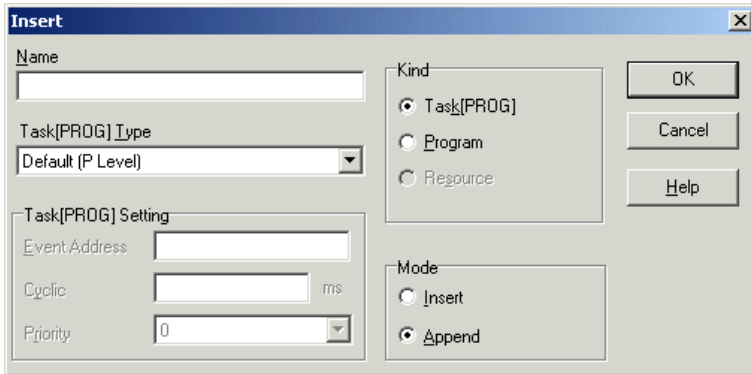 Insert
Name
Task[PROG] Type
Default (P Level)
Task[PROG] Setting
Event Address
Cyclic
ms
Priority
0
Kind
Task[PROG]
Program
Resource
Mode
Insert
Append
OK
Cancel
Help